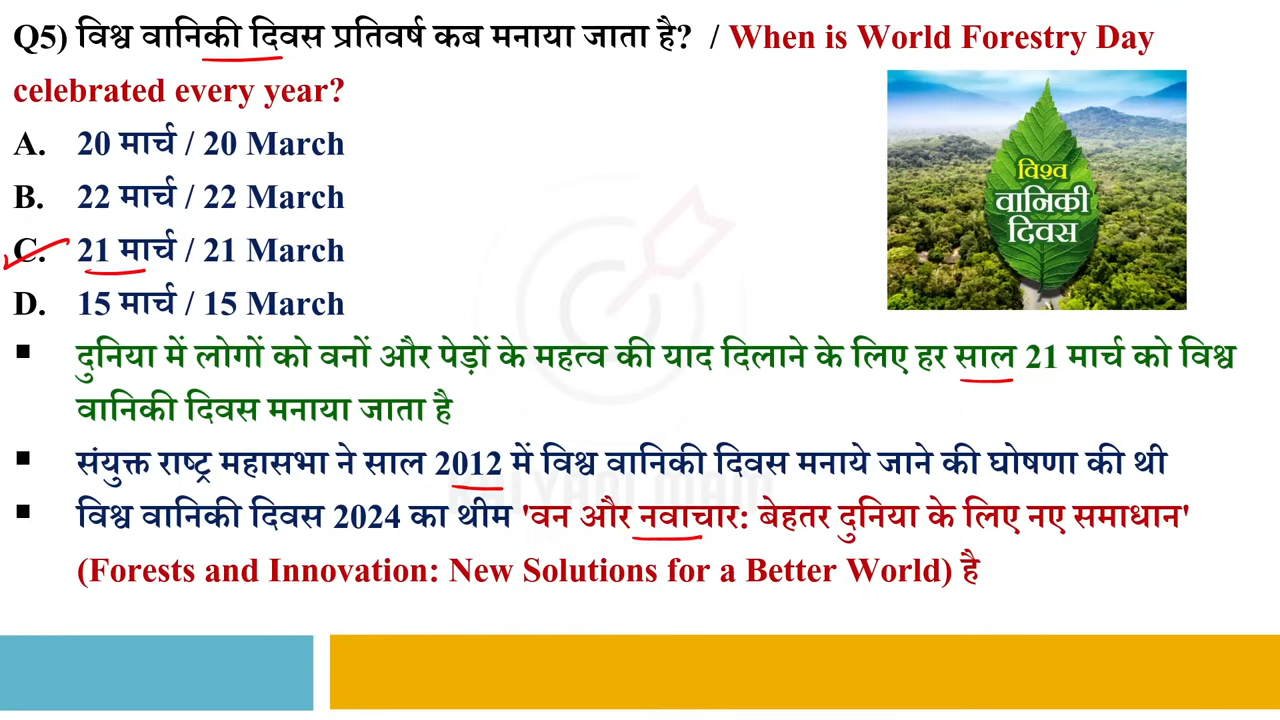 Q5) विश्व वानिकी दिवस प्रतिवर्ष कब मनाया जाता है? / When is World Forestry Day
celebrated every year?
A. 20 मार्च / 20 March
B. 22 मार्च / 22 March
C. 21 मार्च / 21 March
D. 15 मार्च / 15 March
विश्व
वानिकी
दिवस
▪ दुनिया में लोगों को वनों और पेड़ों के महत्व की याद दिलाने के लिए हर साल 21 मार्च को विश्व
वानिकी दिवस मनाया जाता है
▪ संयुक्त राष्ट्र महासभा ने साल 2012 में विश्व वानिकी दिवस मनाये जाने की घोषणा की थी
▪ विश्व वानिकी दिवस 2024 का थीम 'वन और नवाचार: बेहतर दुनिया के लिए नए समाधान'
(Forests and Innovation: New Solutions for a Better World) है